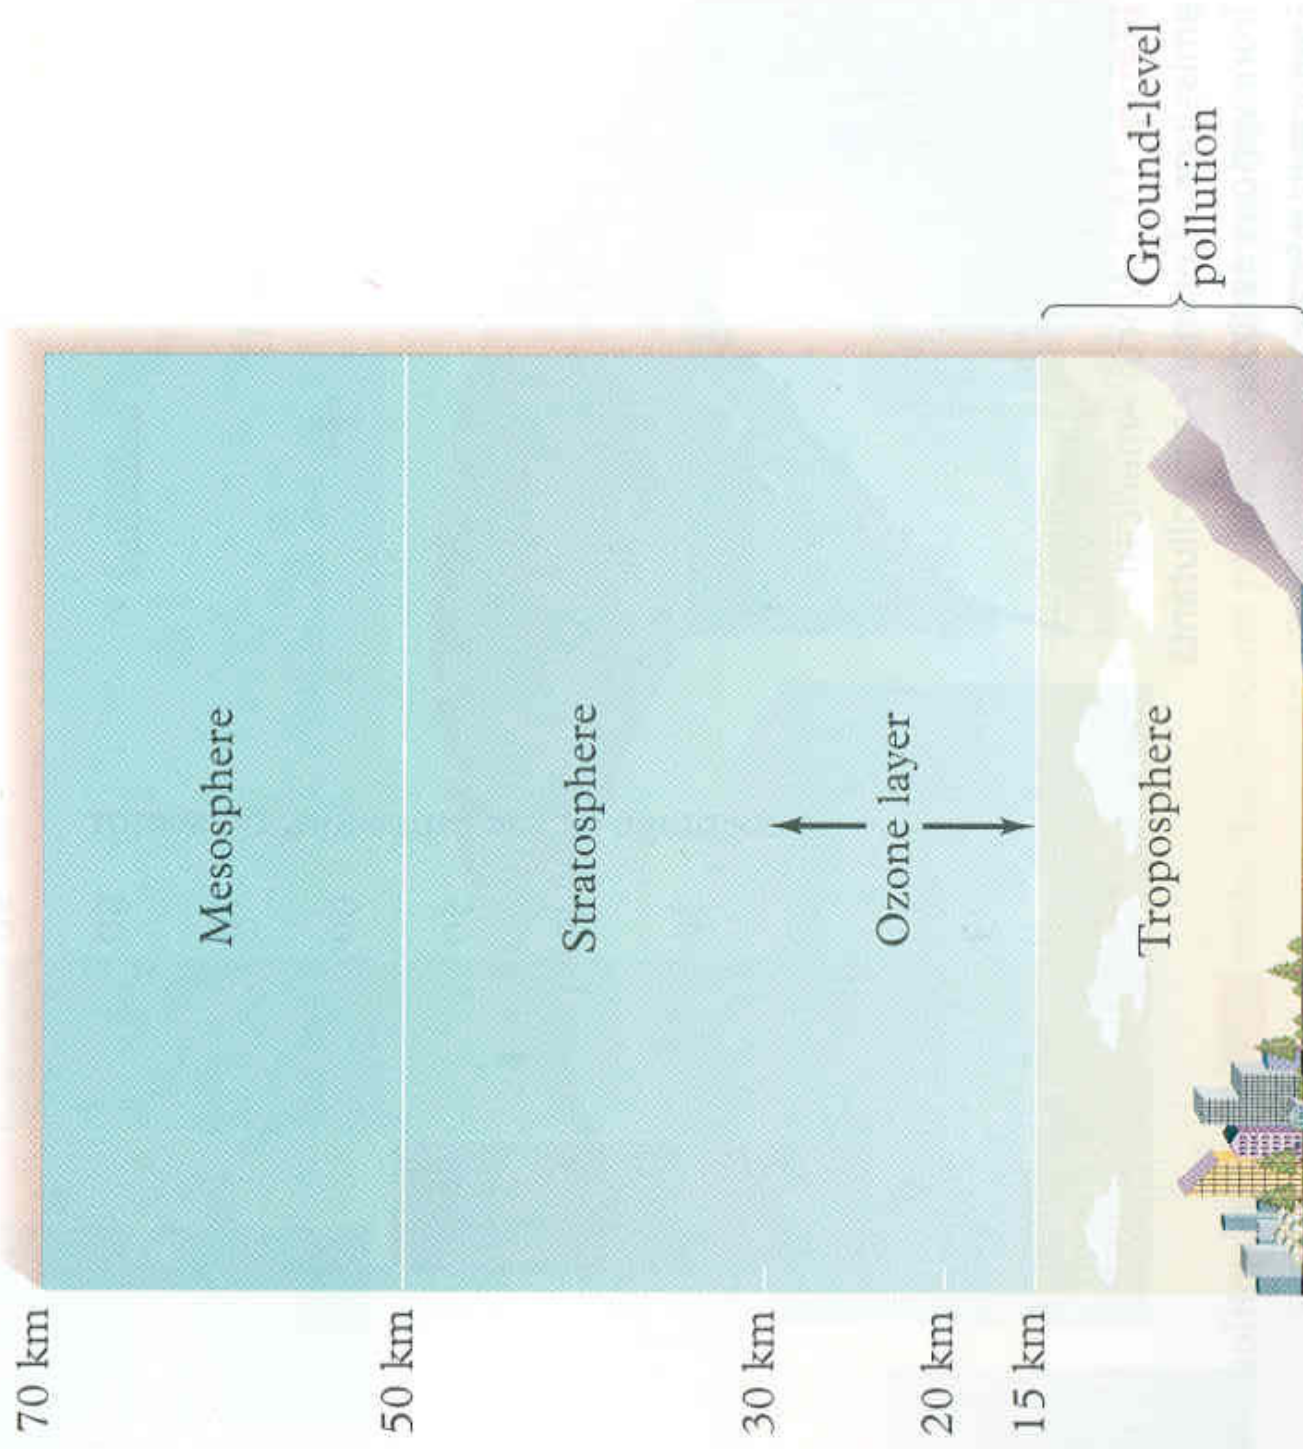 70 km
Mesosphere
50 km
Stratosphere
30 km
Ozone layer
20 km
15 km
Troposphere
Ground-level
pollution